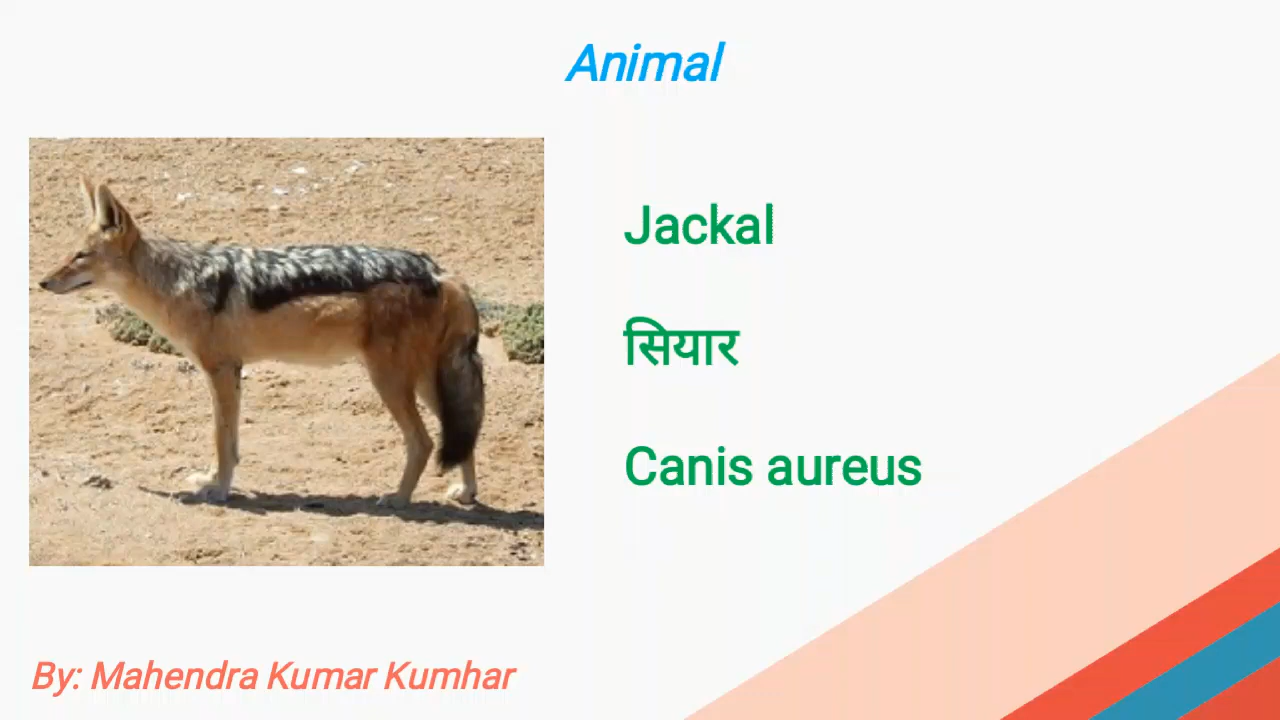 Animal
Jackal
सियार
Canis aureus
By: Mahendra Kumar Kumhar